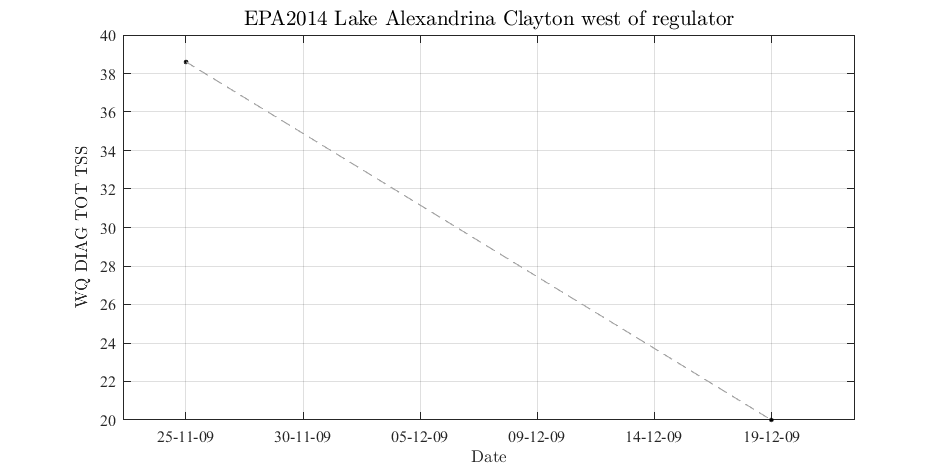 EPA2014 Lake Alexandrina Clayton west of regulator
WQ DIAG TOT TSS
40
38
36
34
32
30
28
26
24
22
20
25-11-09 30-11-09 05-12-09 09-12-09 14-12-09 19-12-09
Date